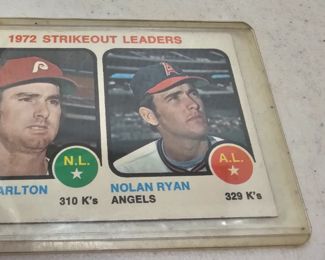 1972 STRIKEOUT LEADERS
P
A
N.L.
A.L.
ARLTON 310 K's
NOLAN RYAN
ANGELS 329 K's